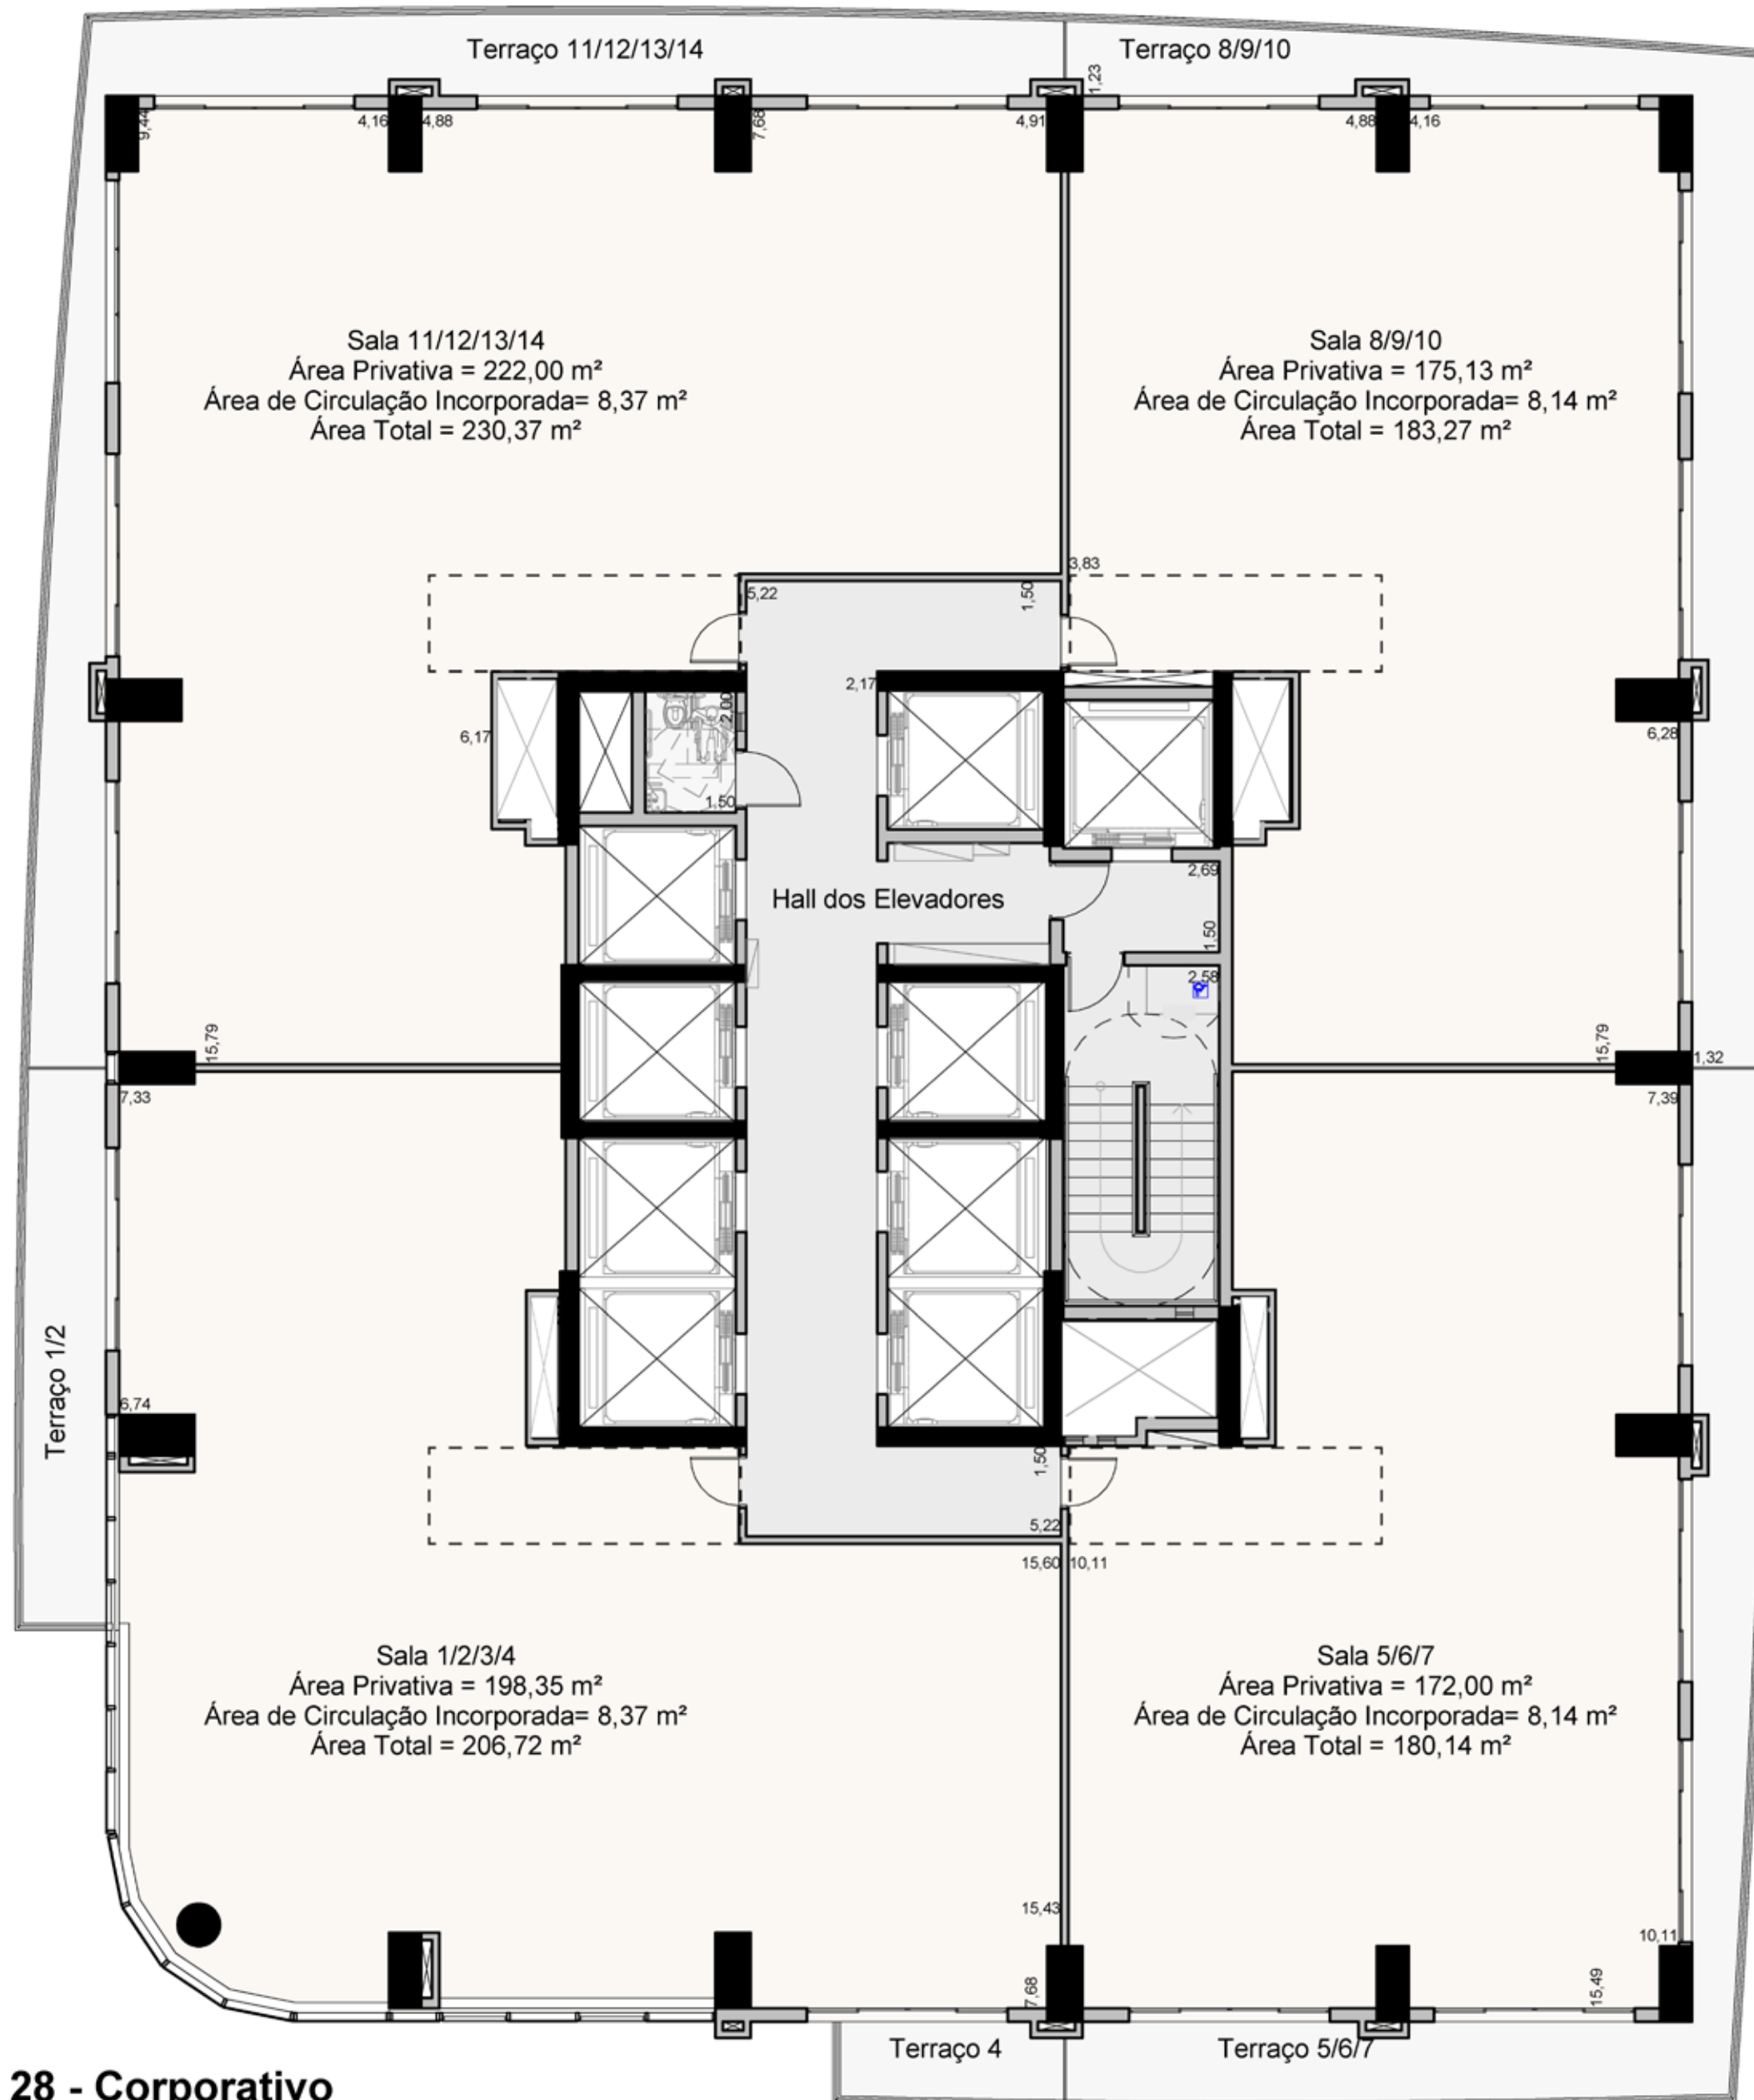 Terraço 11/12/13/14
Terraço 8/9/10
1,23
9,44
4,16
4,88
7,68
4,91
4,88
4,16
Sala 11/12/13/14
Área Privativa = 222,00 m²
Área de Circulação Incorporada= 8,37 m²
Área Total = 230,37 m²
Sala 8/9/10
Área Privativa = 175,13 m²
Área de Circulação Incorporada= 8,14 m²
Área Total = 183,27 m²
3,83
5,22
1,50
2,17
2,00
6,17
6,28
1,50
2,69
Hall dos Elevadores
1,50
2,58
15,79
15,79
1,32
7,33
7,39
Terraço 1/2
6,74
1,50
5,22
15,60
10,11
Sala 1/2/3/4
Área Privativa = 198,35 m²
Área de Circulação Incorporada= 8,37 m²
Área Total = 206,72 m²
Sala 5/6/7
Área Privativa = 172,00 m²
Área de Circulação Incorporada= 8,14 m²
Área Total = 180,14 m²
15,43
10,11
7,68
15,49
Terraço 4
Terraço 5/6/7
28 - Corporativo